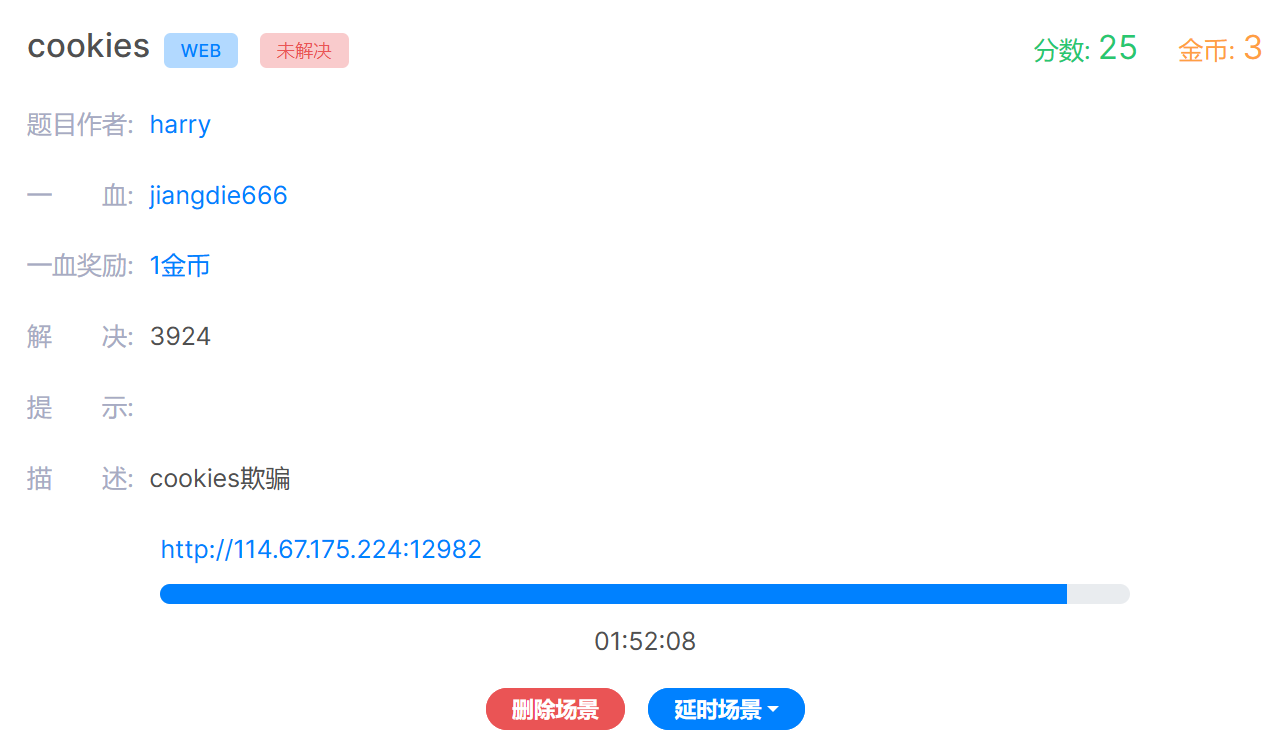 cookies WEB 未解决 分数: 25 金币: 3
题目作者: harry
一 血: jiangdie666
一血奖励: 1金币
解 决: 3924
提 示:
描 述: cookies欺骗
http://114.67.175.224:12982
01:52:08
删除场景 延时场景